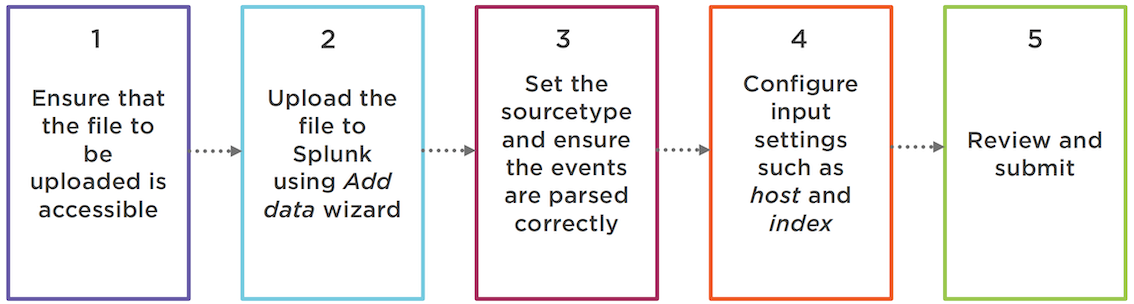 1
Ensure that
the file to
be
uploaded is
accessible
2
Upload the
file to
Splunk
using Add
data wizard
3
Set the
sourcetype
and ensure
the events
are parsed
correctly
4
Configure
input
settings
such as
host and
index
5
Review and
submit